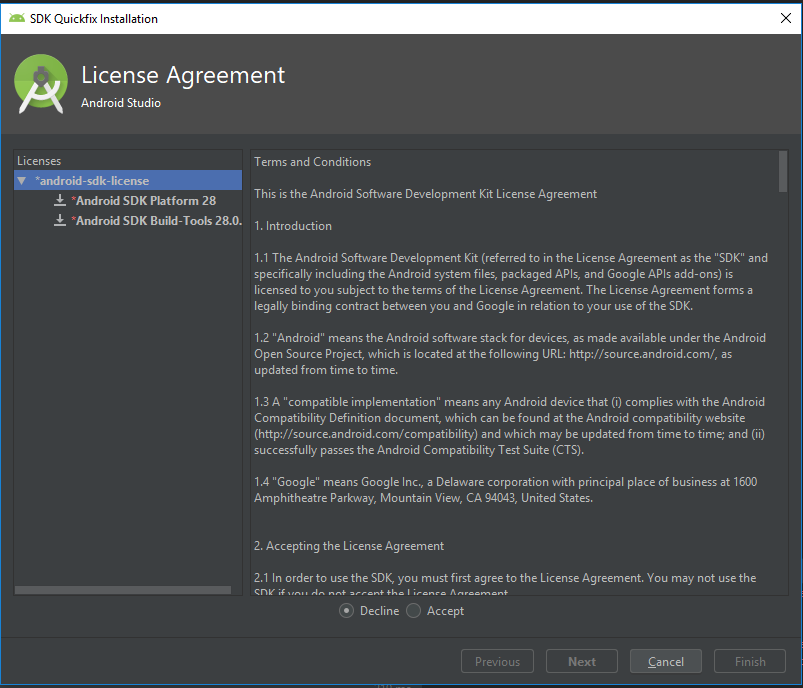 SDK Quickfix Installation
License Agreement
Android Studio
Licenses
*android-sdk-license
*Android SDK Platform 28
*Android SDK Build-Tools 28.0.
Terms and Conditions
This is the Android Software Development Kit License Agreement
1. Introduction
1.1 The Android Software Development Kit (referred to in the License Agreement as the "SDK" and
specifically including the Android system files, packaged APIs, and Google APIs add-ons) is
licensed to you subject to the terms of the License Agreement. The License Agreement forms a
legally binding contract between you and Google in relation to your use of the SDK.
1.2 "Android" means the Android software stack for devices, as made available under the Android
Open Source Project, which is located at the following URL: http://source.android.com/, as
updated from time to time.
1.3 A "compatible implementation" means any Android device that (i) complies with the Android
Compatibility Definition document, which can be found at the Android compatibility website
(http://source.android.com/compatibility) and which may be updated from time to time; and (ii)
successfully passes the Android Compatibility Test Suite (CTS).
1.4 "Google" means Google Inc., a Delaware corporation with principal place of business at 1600
Amphitheatre Parkway, Mountain View, CA 94043, United States.
2. Accepting the License Agreement
2.1 In order to use the SDK, you must first agree to the License Agreement. You may not use the
SDK if you do not accept the License Agreement.
Decline
Accept
Previous
Next
Cancel
Finish